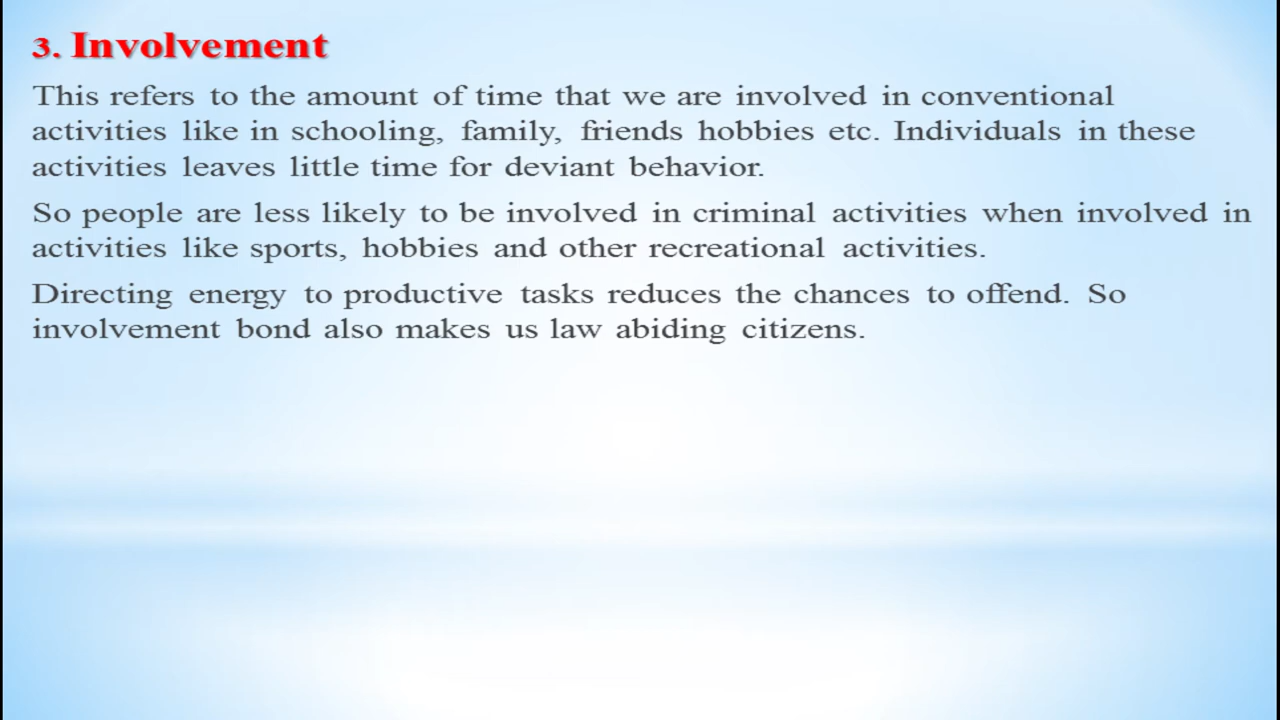 3. Involvement
This refers to the amount of time that we are involved in conventional
activities like in schooling, family, friends hobbies etc. Individuals in these
activities leaves little time for deviant behavior.
So people are less likely to be involved in criminal activities when involved in
activities like sports, hobbies and other recreational activities.
Directing energy to productive tasks reduces the chances to offend. So
involvement bond also makes us law abiding citizens.